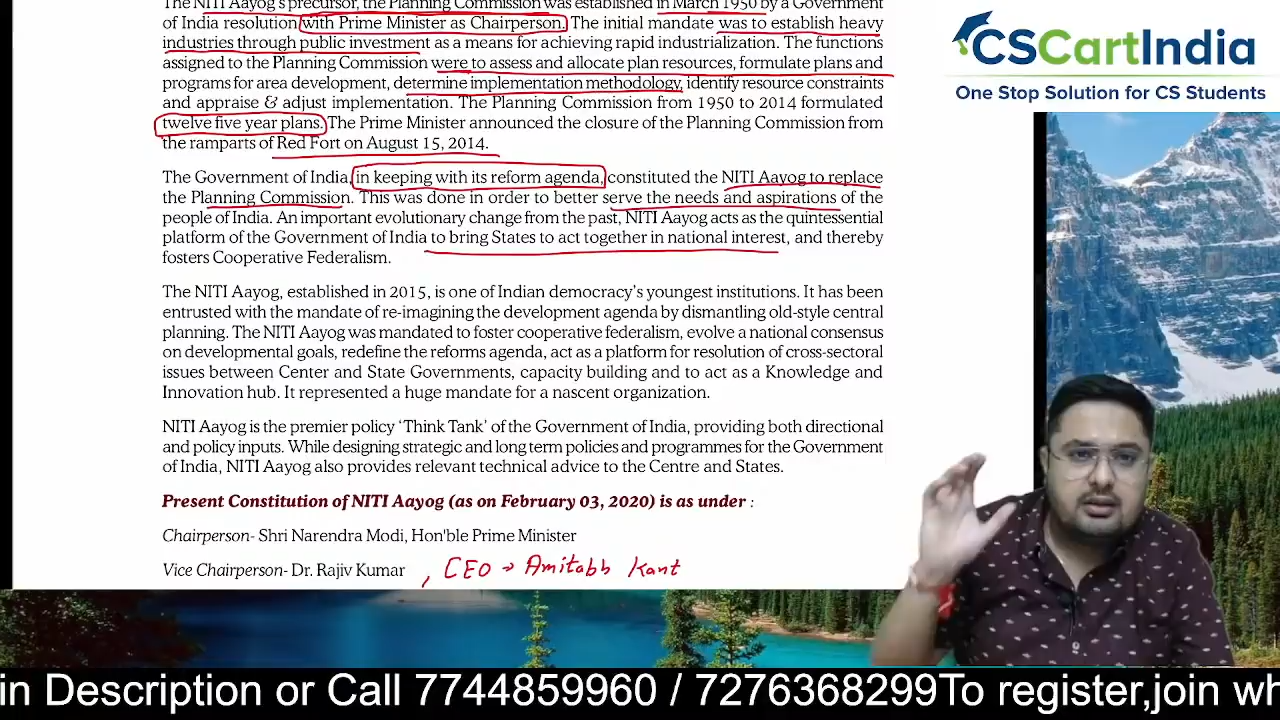 The NITI Aayog's precursor, the Planning Commission was established in March 1950 by a Government
of India resolution with Prime Minister as Chairperson. The initial mandate was to establish heavy
industries through public investment as a means for achieving rapid industrialization. The functions
assigned to the Planning Commission were to assess and allocate plan resources, formulate plans and
programs for area development, determine implementation methodology, identify resource constraints
and appraise & adjust implementation. The Planning Commission from 1950 to 2014 formulated
twelve five year plans. The Prime Minister announced the closure of the Planning Commission from
the ramparts of Red Fort on August 15, 2014.
The Government of India, in keeping with its reform agenda, constituted the NITI Aayog to replace
the Planning Commission. This was done in order to better serve the needs and aspirations of the
people of India. An important evolutionary change from the past, NITI Aayog acts as the quintessential
platform of the Government of India to bring States to act together in national interest, and thereby
fosters Cooperative Federalism.
The NITI Aayog, established in 2015, is one of Indian democracy's youngest institutions. It has been
entrusted with the mandate of re-imagining the development agenda by dismantling old-style central
planning. The NITI Aayog was mandated to foster cooperative federalism, evolve a national consensus
on developmental goals, redefine the reforms agenda, act as a platform for resolution of cross-sectoral
issues between Center and State Governments, capacity building and to act as a Knowledge and
Innovation hub. It represented a huge mandate for a nascent organization.
NITI Aayog is the premier policy 'Think Tank' of the Government of India, providing both directional
and policy inputs. While designing strategic and long term policies and programmes for the Government
of India, NITI Aayog also provides relevant technical advice to the Centre and States.
Present Constitution of NITI Aayog (as on February 03, 2020) is as under :
Chairperson- Shri Narendra Modi, Hon'ble Prime Minister
Vice Chairperson- Dr. Rajiv Kumar , CEO → Amitabh Kant
CSCartIndia
One Stop Solution for CS Students
in Description or Call 7744859960 / 7276368299To register,join wh